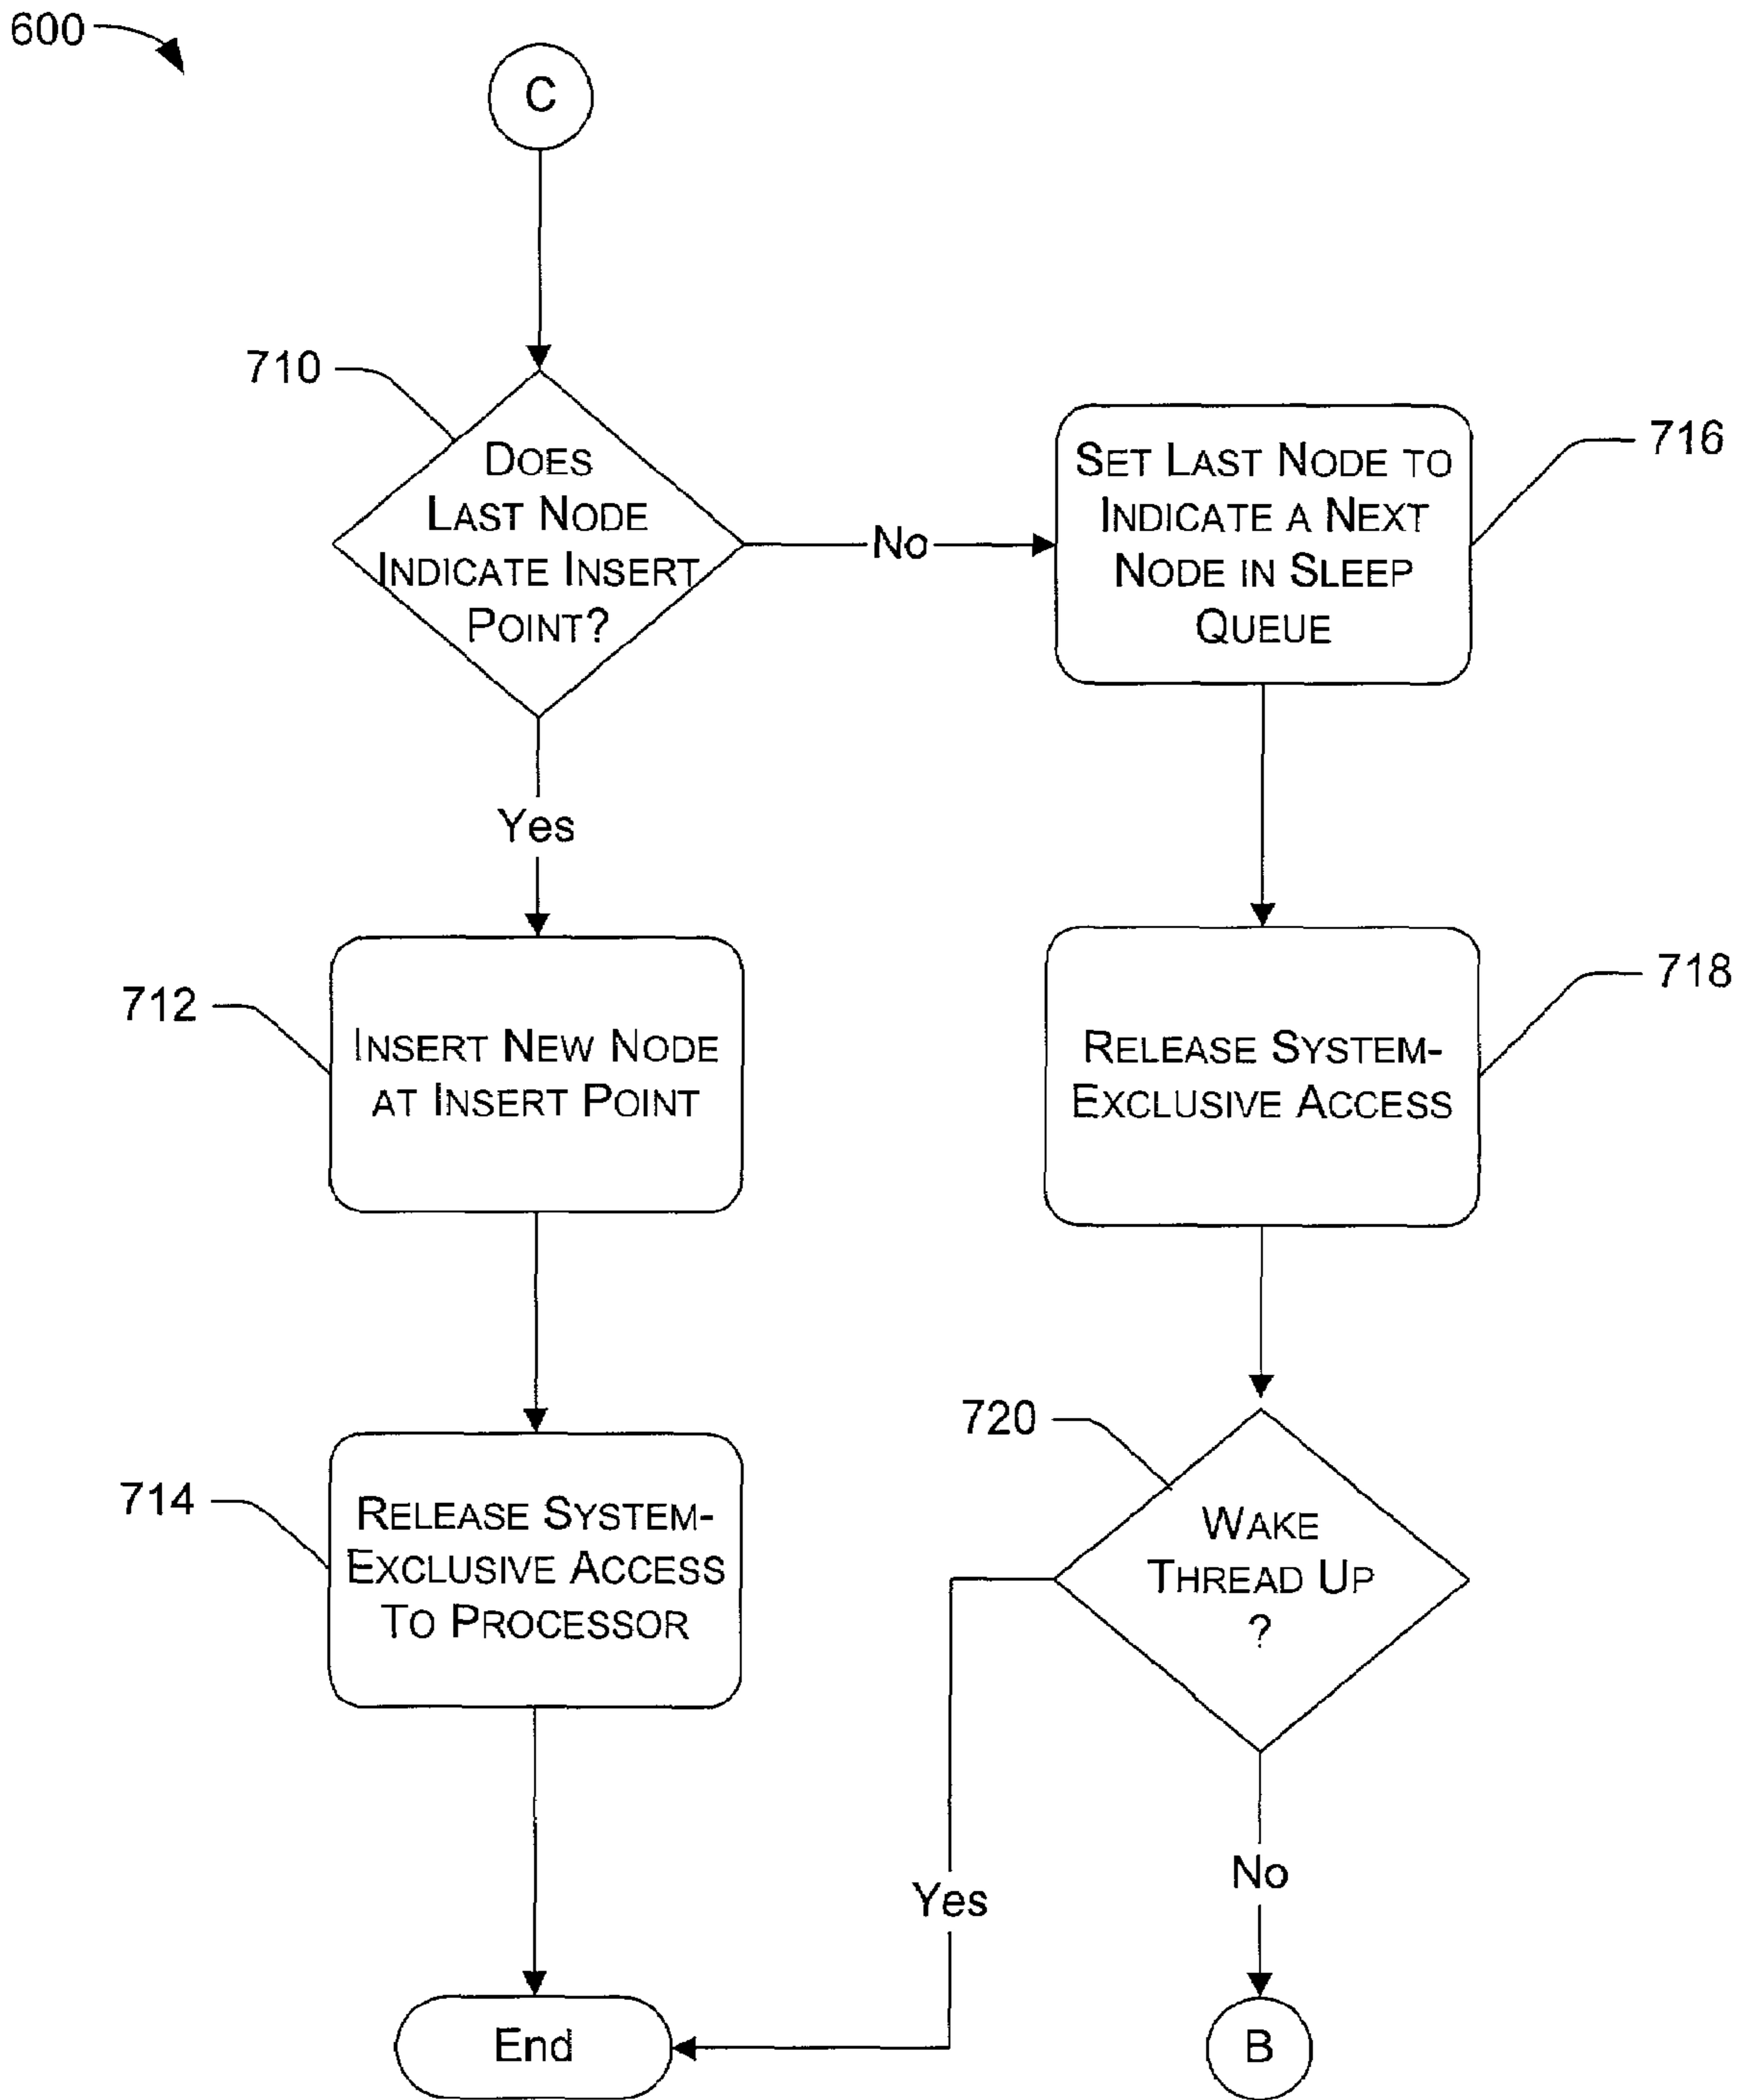 600
C
710
DOES
LAST NODE
INDICATE INSERT
POINT?
No
SET LAST NODE TO
INDICATE A NEXT
NODE IN SLEEP
QUEUE
716
Yes
712
INSERT NEW NODE
AT INSERT POINT
RELEASE SYSTEM-
EXCLUSIVE ACCESS
718
714
RELEASE SYSTEM-
EXCLUSIVE ACCESS
TO PROCESSOR
720
WAKE
THREAD UP
?
Yes
No
End
B